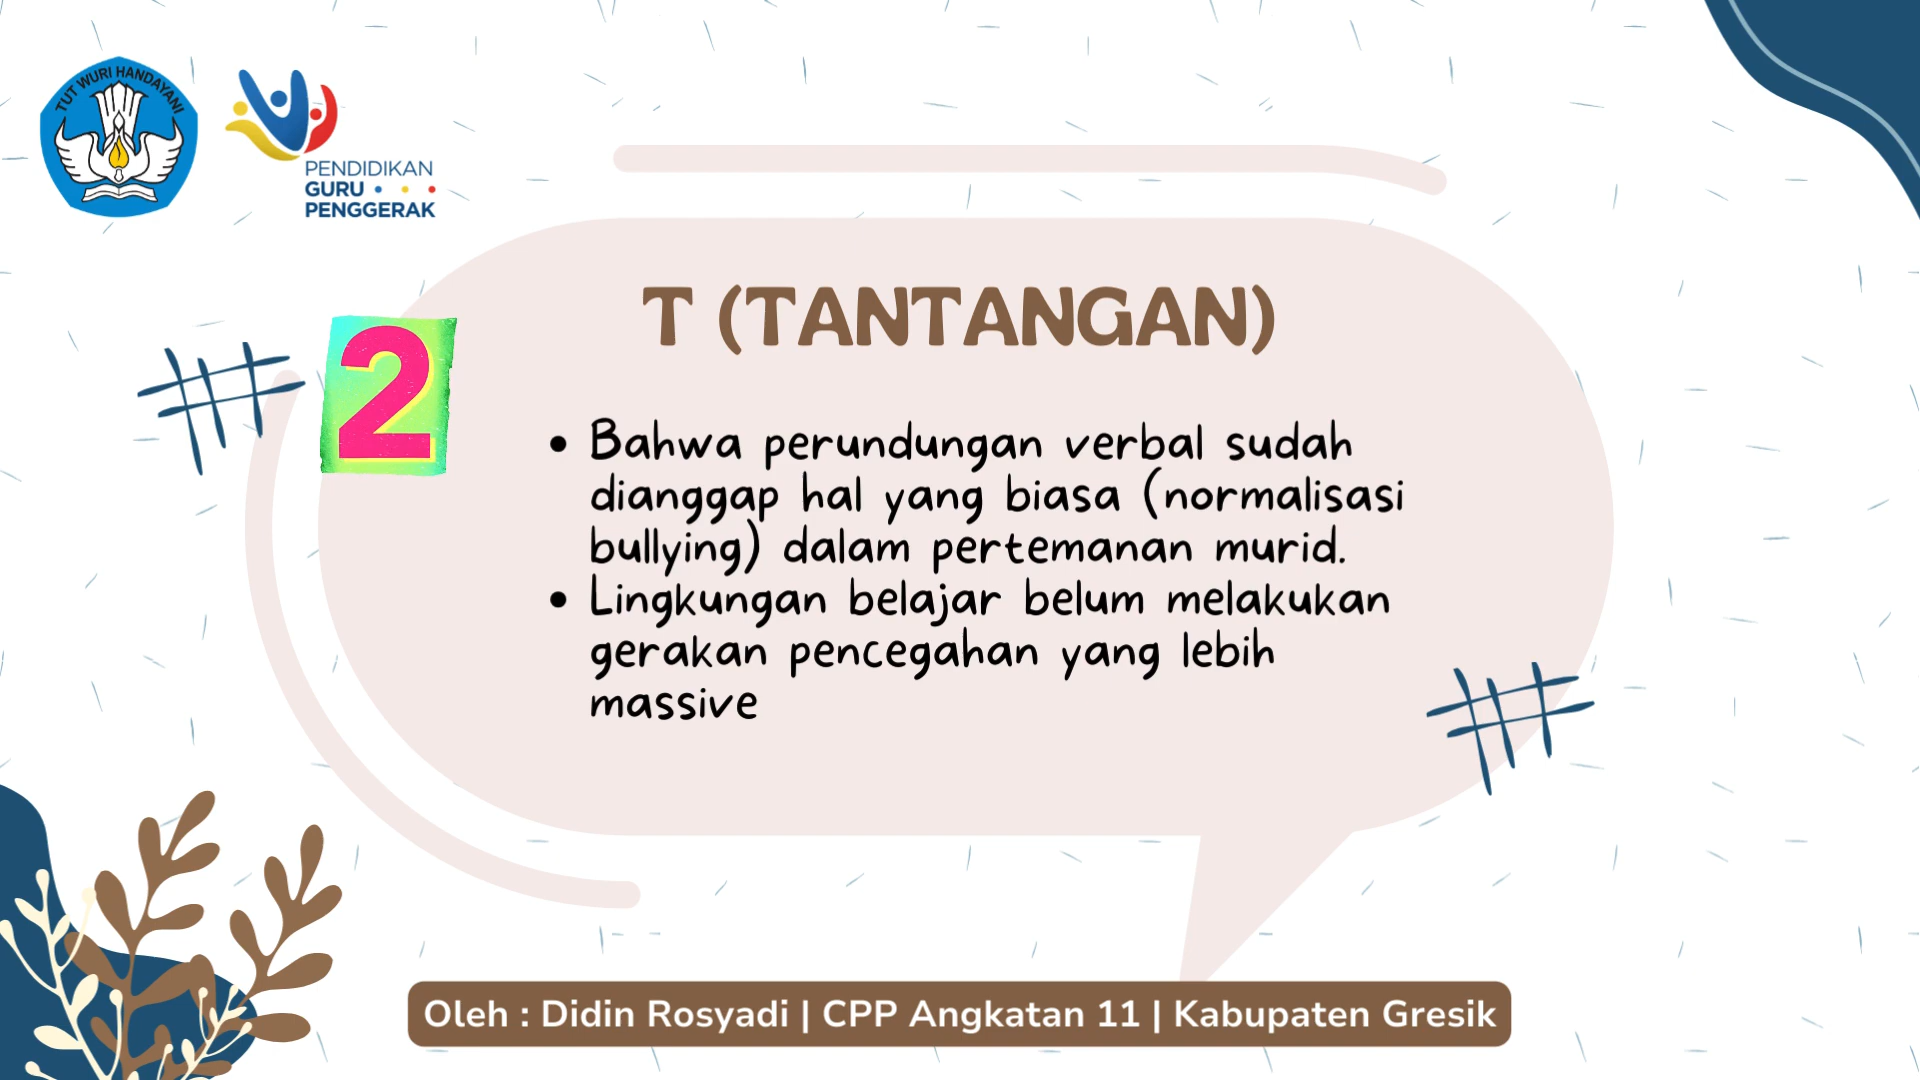 TUT WURI HANDAYANI
PENDIDIKAN
GURU
PENGGERAK
2
T (TANTANGAN)
• Bahwa perundungan verbal sudah
dianggap hal yang biasa (normalisasi
bullying) dalam pertemanan murid.
• Lingkungan belajar belum melakukan
gerakan pencegahan yang lebih
massive
Oleh : Didin Rosyadi | CPP Angkatan 11 | Kabupaten Gresik